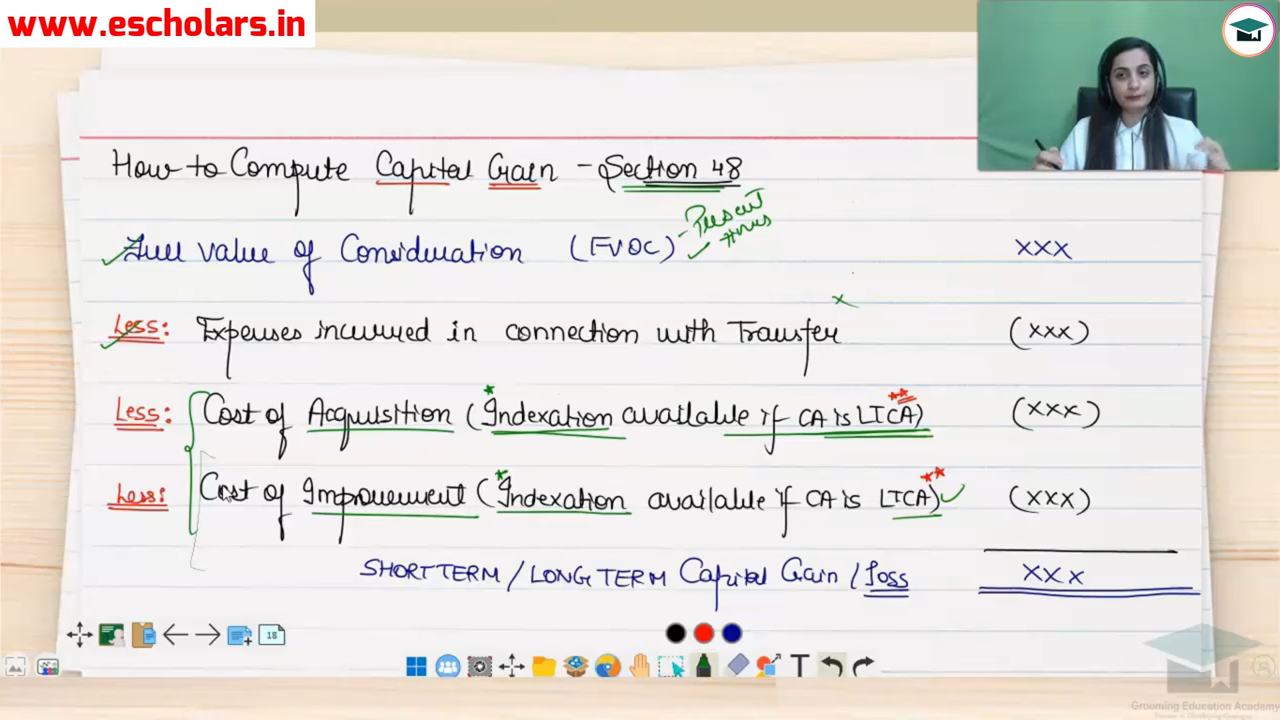 www.escholars.in
How to Compute Capital Gain - Section 48
Full value of Consideration (FVOC) - Present XXX
Less: Expenses incurred in connection with Transfer (XXX)
Less: Cost of Acquisition (*Indexation available if CA is LTCA**) (XXX)
Less: Cost of Improvement (*Indexation available if CA is LTCA**) (XXX)
SHORT TERM / LONG TERM Capital Gain / Loss XXX
18
T
Grooming Education Academy